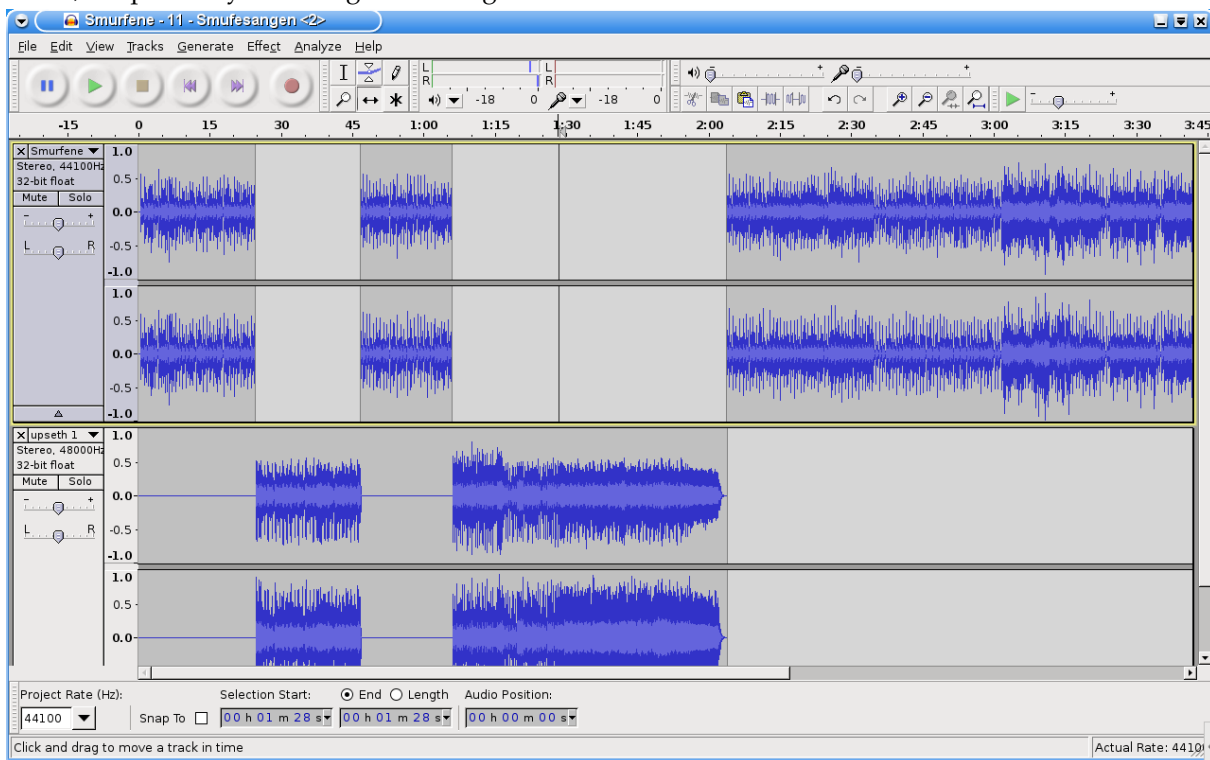 Smurfene - 11 - Smufesangen <2>
File Edit View Tracks Generate Effect Analyze Help
L
R
-18 0
L
R
-18 0
-15 0 15 30 45 1:00 1:15 1:30 1:45 2:00 2:15 2:30 2:45 3:00 3:15 3:30 3:45
X Smurfene
Stereo, 44100Hz
32-bit float
Mute Solo
- +
L R
1.0
0.5
0.0
-0.5
-1.0
1.0
0.5
0.0
-0.5
-1.0
X upseth 1
Stereo, 48000Hz
32-bit float
Mute Solo
- +
L R
1.0
0.5
0.0
-0.5
-1.0
1.0
0.5
0.0
Project Rate (Hz): Selection Start: End Length Audio Position:
44100 Snap To 00 h 01 m 28 s 00 h 01 m 28 s 00 h 00 m 00 s
Click and drag to move a track in time Actual Rate: 44100